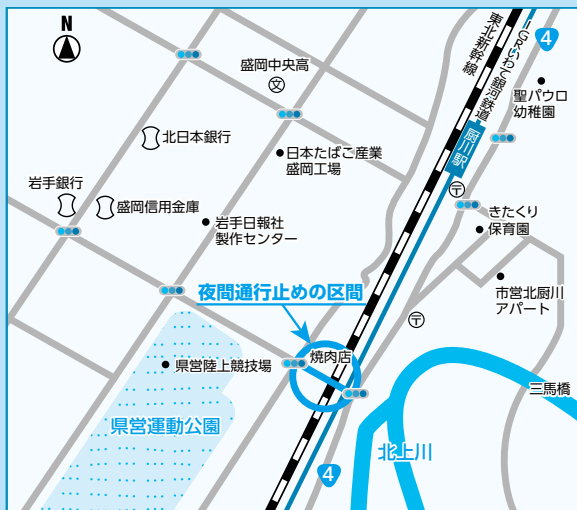 N
4
東北新幹線
IGRいわて銀河鉄道
盛岡中央高
文
聖パウロ
幼稚園
厨川駅
北日本銀行
日本たばこ産業
盛岡工場
岩手銀行
盛岡信用金庫
〒
きたくり
保育園
岩手日報社
製作センター
夜間通行止めの区間
市営北厨川
アパート
〒
焼肉店
県営陸上競技場
三馬橋
県営運動公園
北上川
4